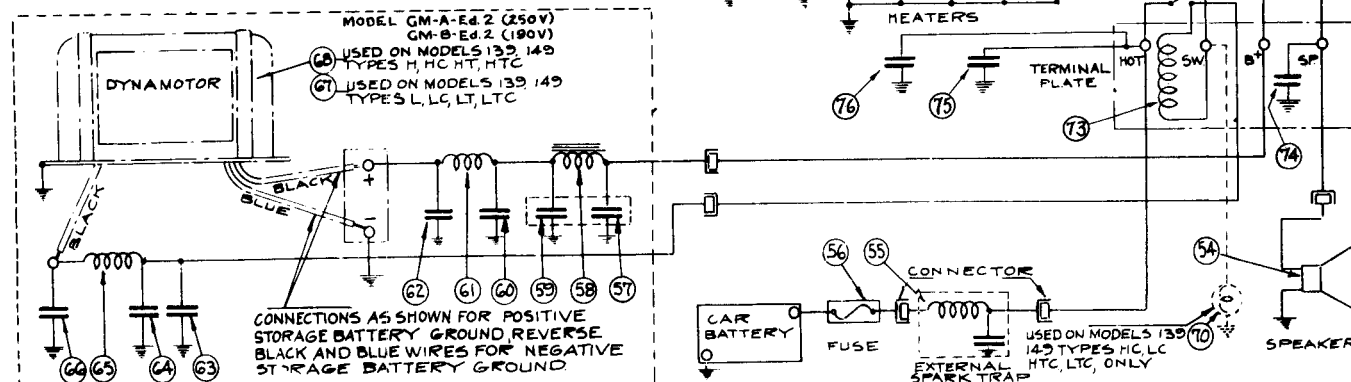 MODEL GM-A-Ed.2 (250V)
GM-B-Ed.2 (190V)
68 USED ON MODELS 139, 149
TYPES H, HC HT, HTC
67 USED ON MODELS 139, 149
TYPES L, LC, LT, LTC
DYNAMOTOR
HEATERS
76
75
TERMINAL
PLATE
HOT
SW
B+
SP
73
74
BLACK
BLACK
BLUE
+
-
62
61
60
59
58
57
66
65
64
63
CONNECTIONS AS SHOWN FOR POSITIVE
STORAGE BATTERY GROUND, REVERSE
BLACK AND BLUE WIRES FOR NEGATIVE
STORAGE BATTERY GROUND.
56
55
CONNECTOR
54
CAR
BATTERY
FUSE
EXTERNAL
SPARK TRAP
70
USED ON MODELS 139
149 TYPES HC, LC
HTC, LTC, ONLY
SPEAKER